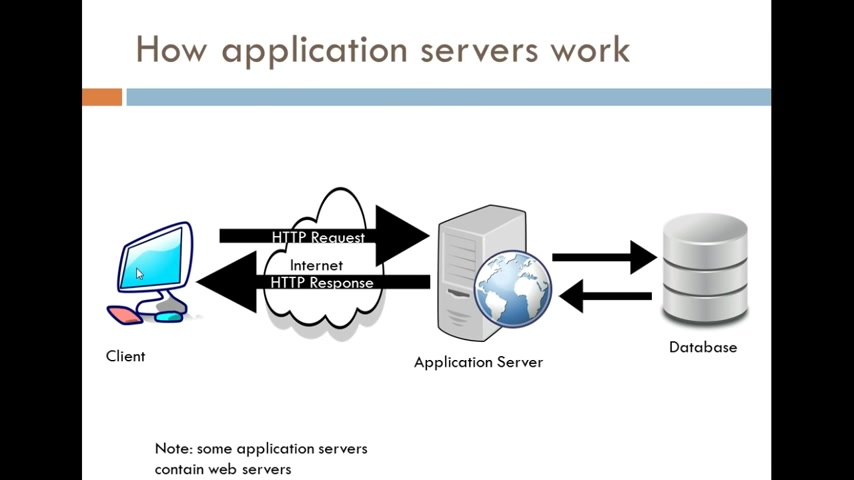 How application servers work
HTTP Request
Internet
HTTP Response
Client
Application Server
Database
Note: some application servers
contain web servers